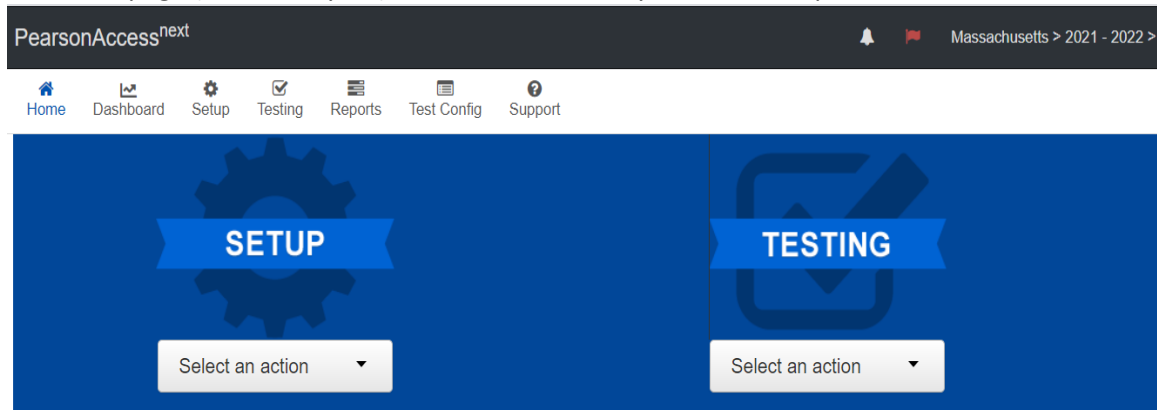 PearsonAccessnext
Massachusetts > 2021 - 2022 >
Home Dashboard Setup Testing Reports Test Config Support
SETUP TESTING
Select an action Select an action